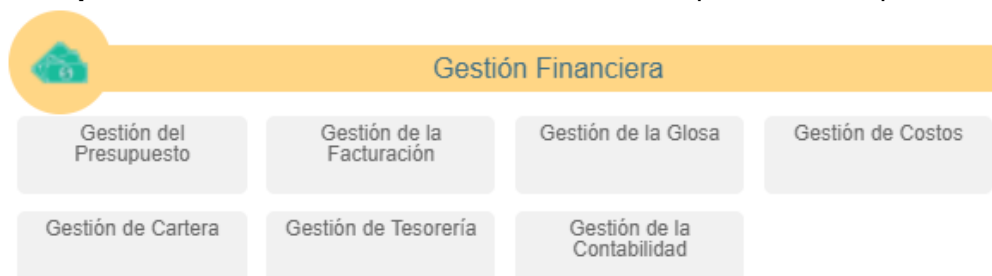 Gestión Financiera
Gestión del
Presupuesto
Gestión de la
Facturación
Gestión de la Glosa
Gestión de Costos
Gestión de Cartera
Gestión de Tesorería
Gestión de la
Contabilidad